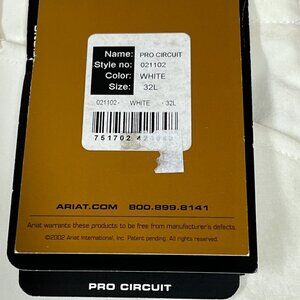 Name: PRO CIRCUIT
Style no: 021102
Color: WHITE
Size: 32L
021102 · WHITE · 32L
751702
ARIAT.COM 800.899.8141
Ariat warrants these products to be free from manufacturer's defects.
©2002 Ariat International, Inc. Patent pending. All rights reserved.
PRO CIRCUIT